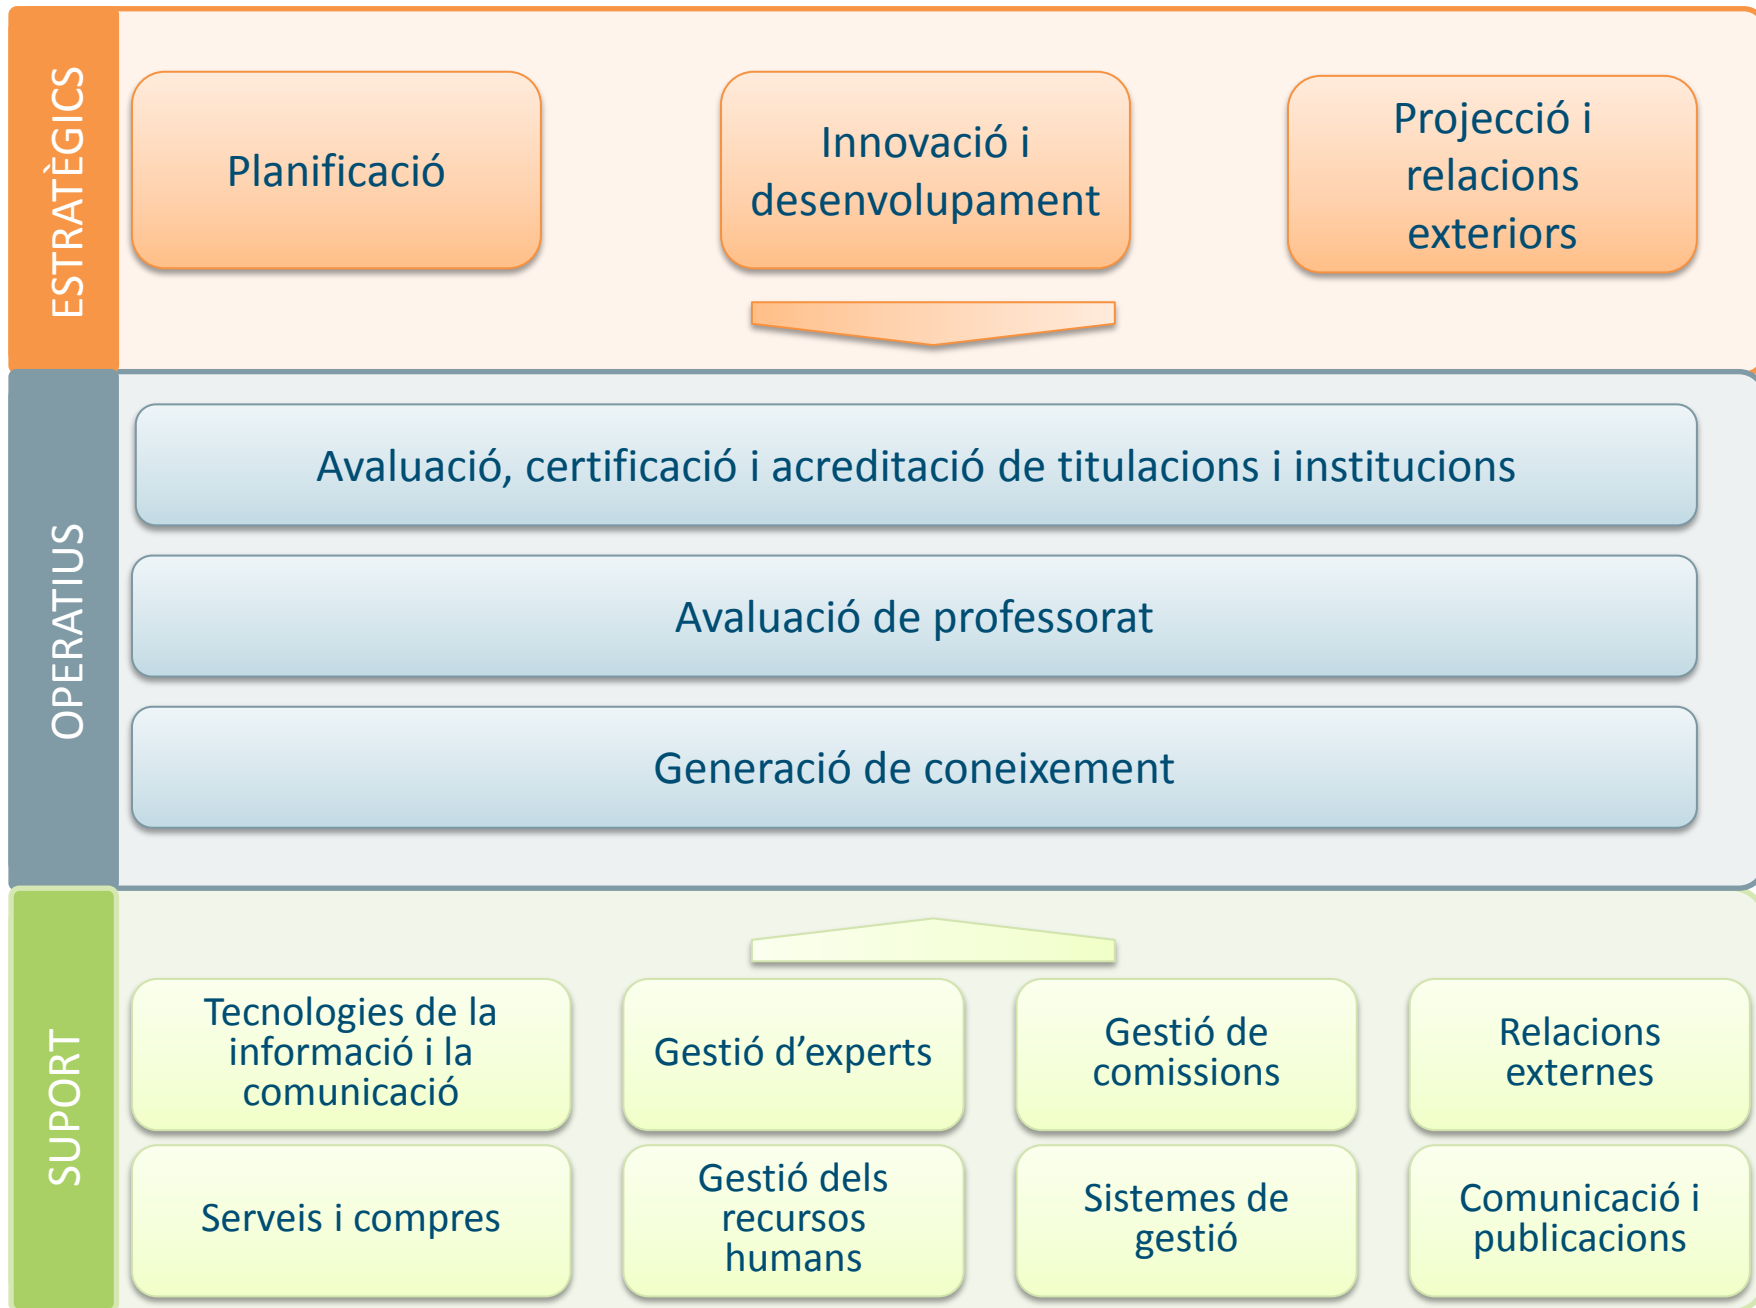 ESTRATÈGICS
Planificació
Innovació i
desenvolupament
Projecció i
relacions
exteriors
OPERATIUS
Avaluació, certificació i acreditació de titulacions i institucions
Avaluació de professorat
Generació de coneixement
SUPORT
Tecnologies de la
informació i la
comunicació
Gestió d’experts
Gestió de
comissions
Relacions
externes
Serveis i compres
Gestió dels
recursos
humans
Sistemes de
gestió
Comunicació i
publicacions